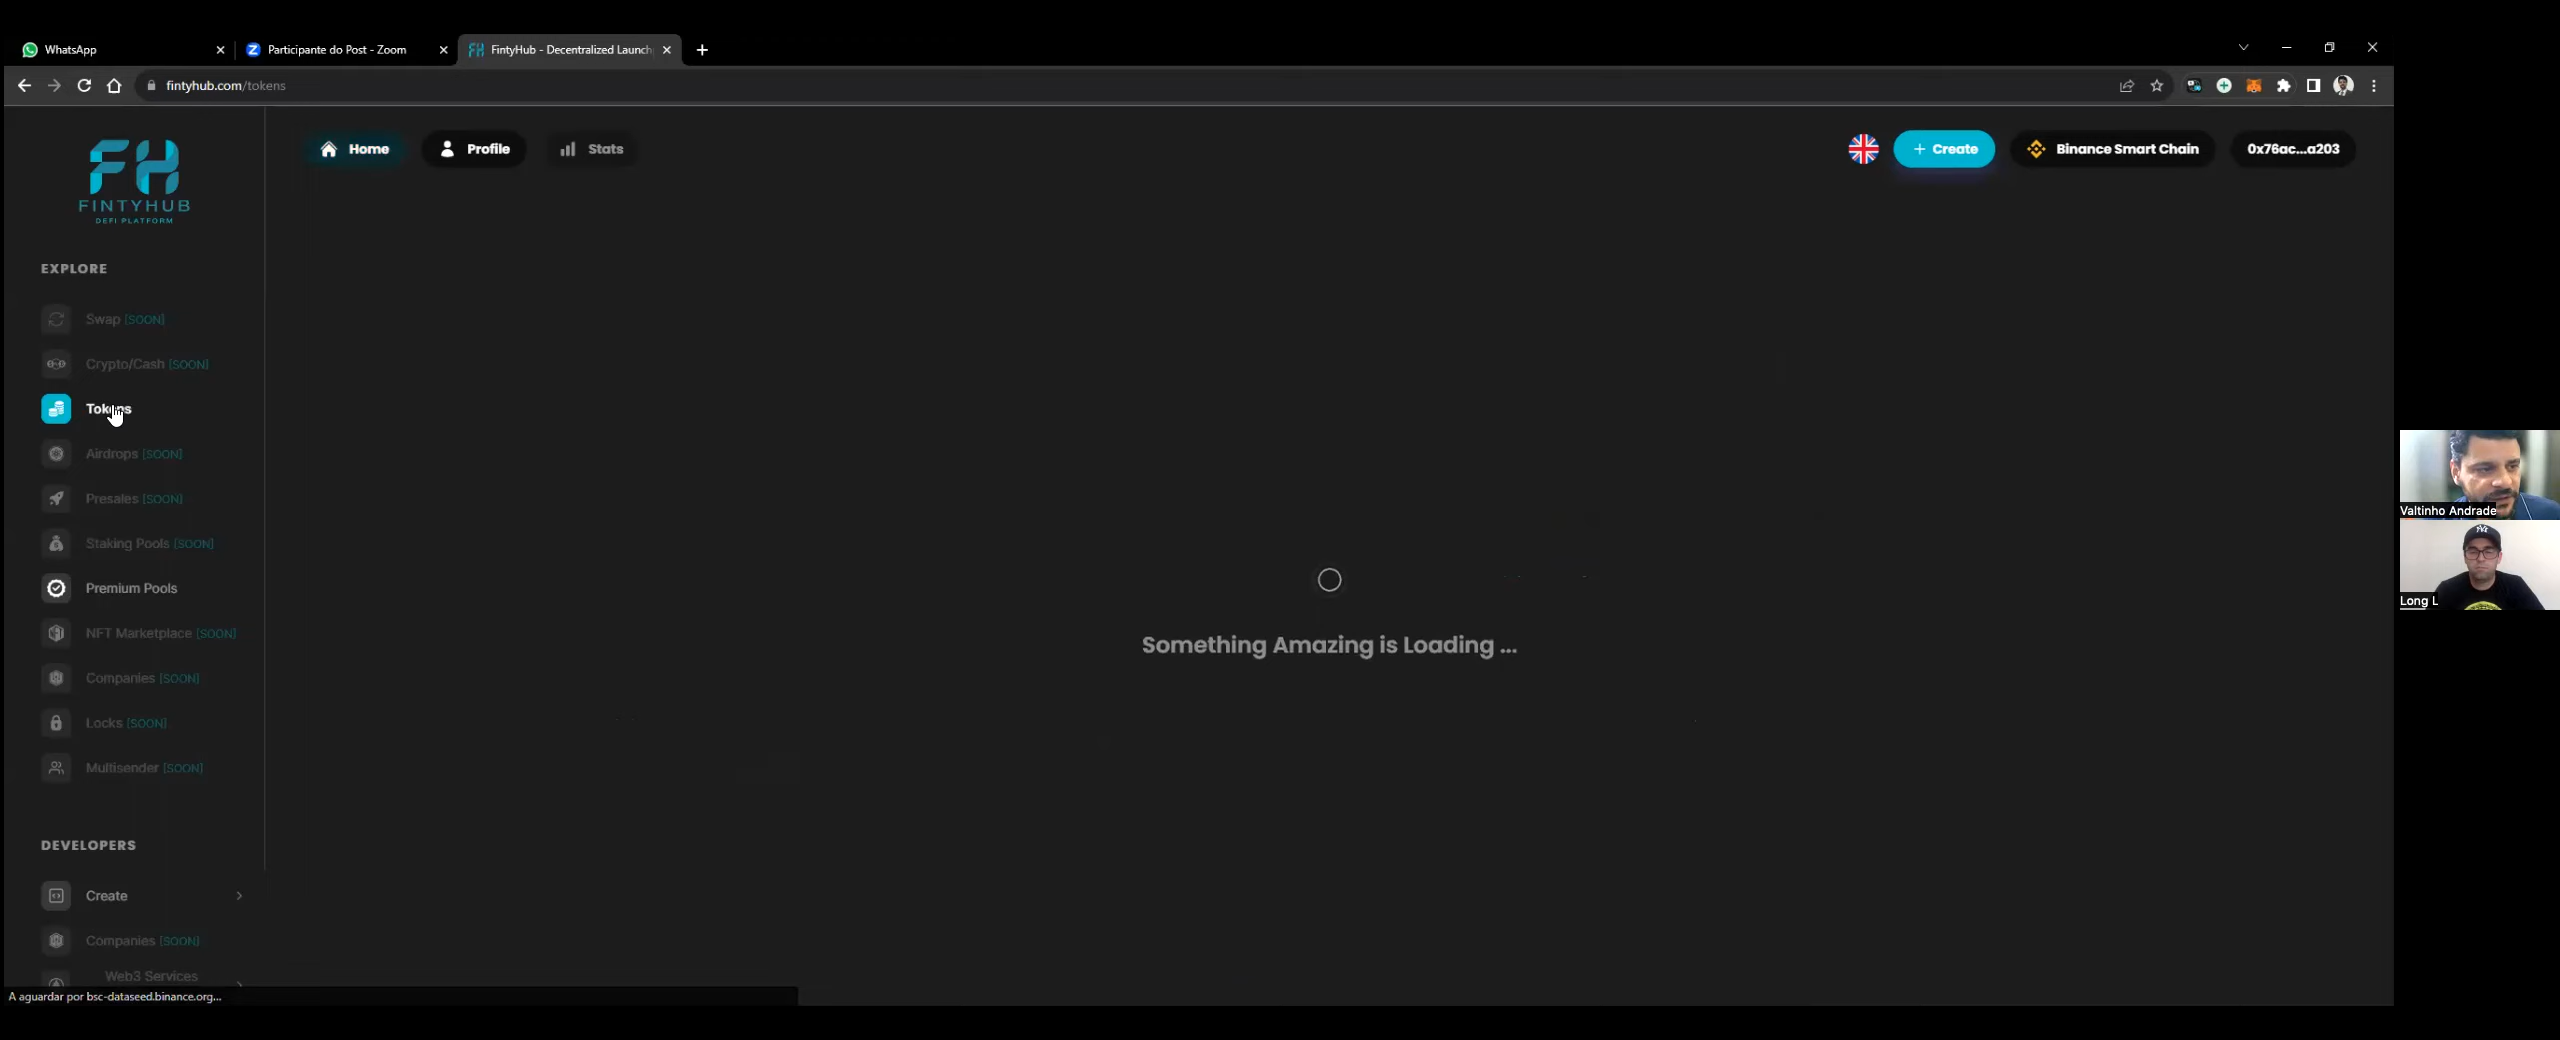 WhatsApp
Participante do Post - Zoom
FintyHub - Decentralized Launch
fintyhub.com/tokens
FH
FINTYHUB
DEFI PLATFORM
Home
Profile
Stats
+ Create
Binance Smart Chain
0x76ac...a203
EXPLORE
Swap [SOON]
Crypto/Cash [SOON]
Tokens
Airdrops [SOON]
Presales [SOON]
Staking Pools [SOON]
Premium Pools
NFT Marketplace [SOON]
Companies [SOON]
Locks [SOON]
Multisender [SOON]
DEVELOPERS
Create
Companies [SOON]
Web3 Services
A aguardar por bsc-dataseed.binance.org...
Something Amazing is Loading ...
Valtinho Andrade
Long L